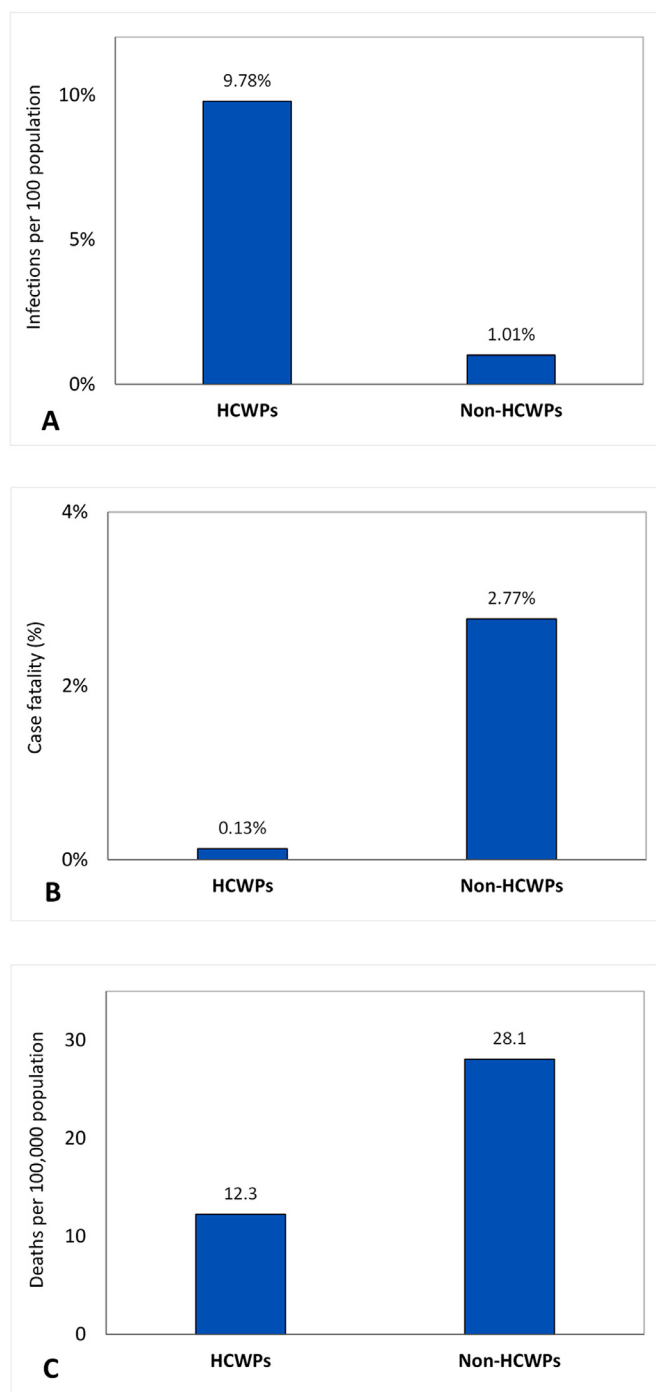 Infections per 100 population
10%
5%
0%
9.78%
1.01%
HCWPs
Non-HCWPs
A
Case fatality (%)
4%
2%
0%
0.13%
2.77%
HCWPs
Non-HCWPs
B
Deaths per 100,000 population
30
20
10
0
12.3
28.1
HCWPs
Non-HCWPs
C